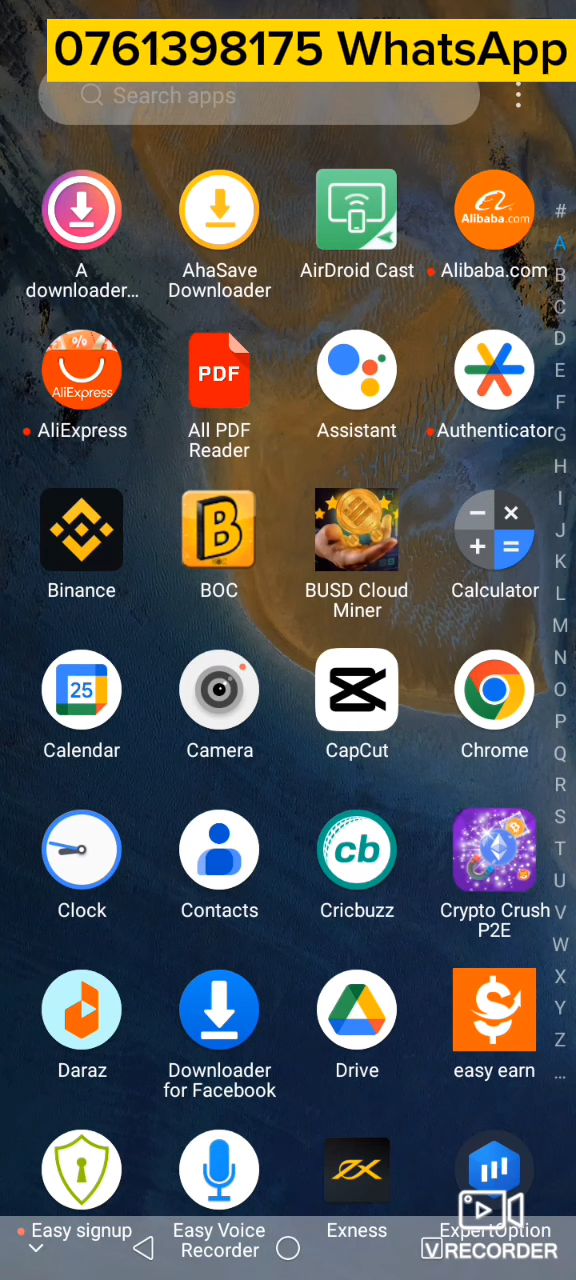 0761398175 WhatsApp
Search apps
#
A
B
C
D
E
F
G
H
I
J
K
L
M
N
O
P
Q
R
S
T
U
V
W
X
Y
Z
...
A
downloader...
AhaSave
Downloader
AirDroid Cast
Alibaba.com
Alibaba.com
%
AliExpress
AliExpress
PDF
All PDF
Reader
Assistant
Authenticator
Binance
B
BOC
BUSD Cloud
Miner
Calculator
25
Calendar
Camera
CapCut
Chrome
Clock
Contacts
cb
Cricbuzz
Crypto Crush
P2E
Daraz
Downloader
for Facebook
Drive
easy earn
Easy signup
Easy Voice
Recorder
Exness
ExpertOption
VRECORDER